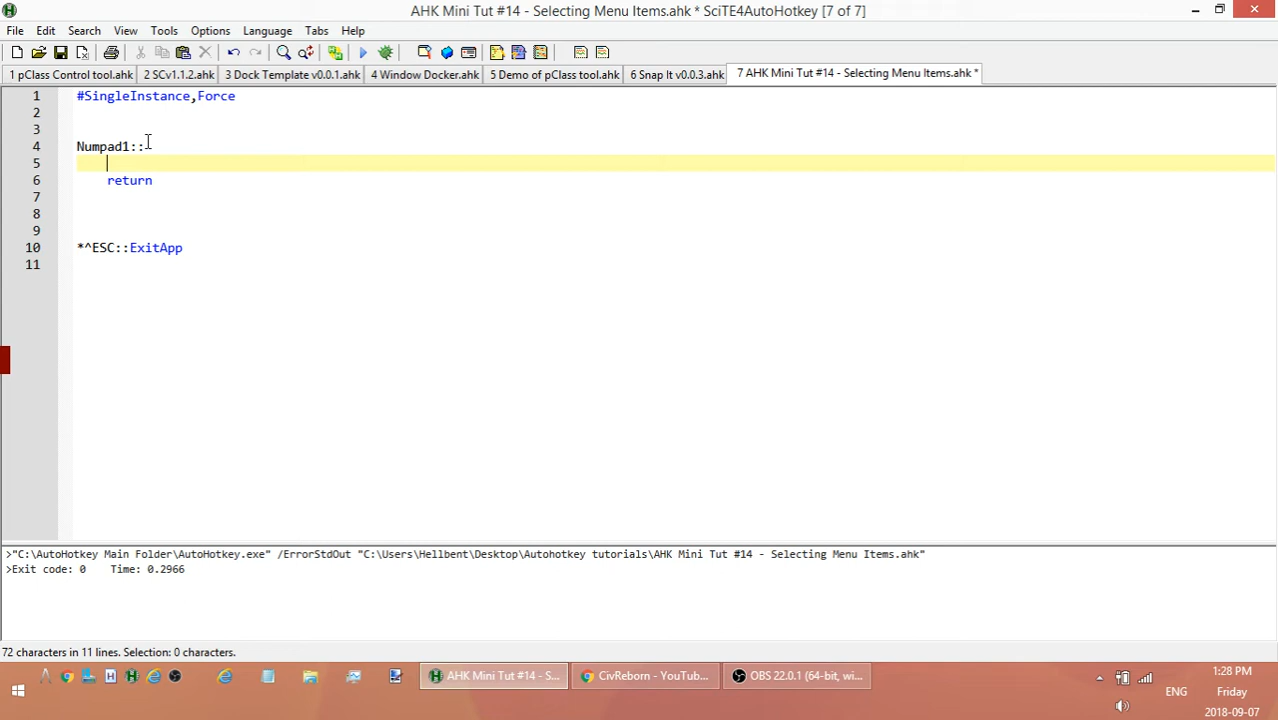 AHK Mini Tut #14 - Selecting Menu Items.ahk * SciTE4AutoHotkey [7 of 7]
File Edit Search View Tools Options Language Tabs Help
1 pClass Control tool.ahk 2 SCv1.1.2.ahk 3 Dock Template v0.0.1.ahk 4 Window Docker.ahk 5 Demo of pClass tool.ahk 6 Snap It v0.0.3.ahk 7 AHK Mini Tut #14 - Selecting Menu Items.ahk *
1 #SingleInstance,Force
2
3
4 Numpad1::
5
6 return
7
8
9
10 *^ESC::ExitApp
11
>"C:\AutoHotkey Main Folder\AutoHotkey.exe" /ErrorStdOut "C:\Users\Hellbent\Desktop\Autohotkey tutorials\AHK Mini Tut #14 - Selecting Menu Items.ahk"
>Exit code: 0 Time: 0.2966
72 characters in 11 lines. Selection: 0 characters.
AHK Mini Tut #14 - S... CivReborn - YouTub... OBS 22.0.1 (64-bit, wi...
1:28 PM
ENG Friday
2018-09-07